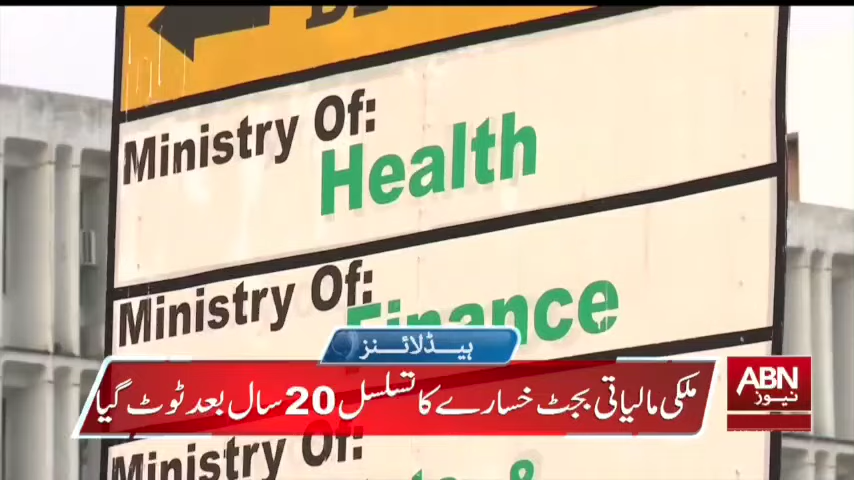 Ministry Of:
Health
Ministry Of:
Finance
ہیڈلائنز
ملکی مالیاتی بجٹ خسارے کا تسلسل 20 سال بعد ٹوٹ گیا
ABN
نیوز
Ministry Of: